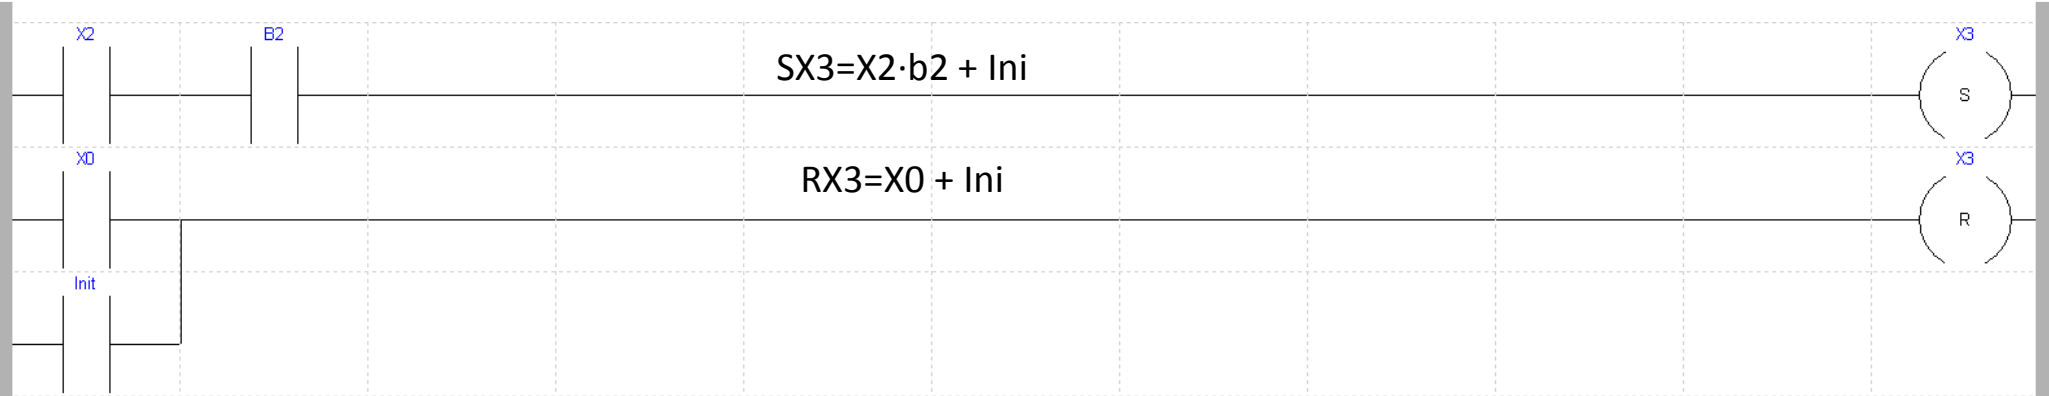 X2 B2 X3
SX3=X2·b2 + Ini
S
X0 X3
RX3=X0 + Ini
R
Init